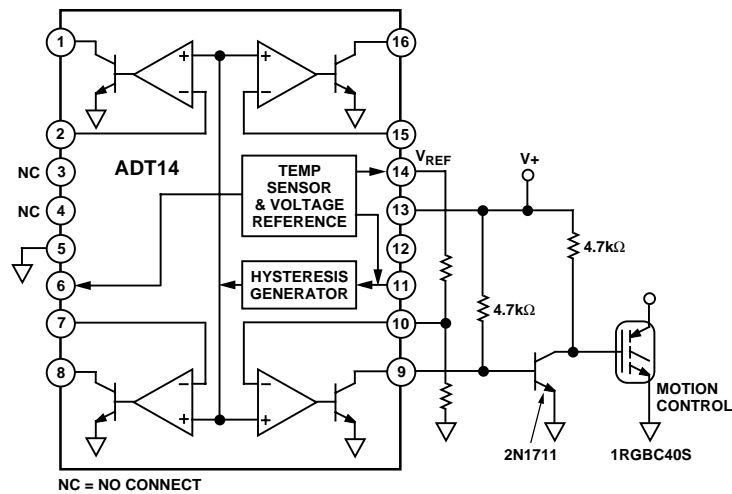 1
16
+
+
−
−
2
15
ADT14
VREF
V+
NC
3
TEMP
SENSOR
& VOLTAGE
REFERENCE
14
NC
4
13
4.7kΩ
5
12
6
HYSTERESIS
GENERATOR
11
4.7kΩ
7
10
−
−
8
9
+
+
MOTION
CONTROL
2N1711
1RGBC40S
NC = NO CONNECT